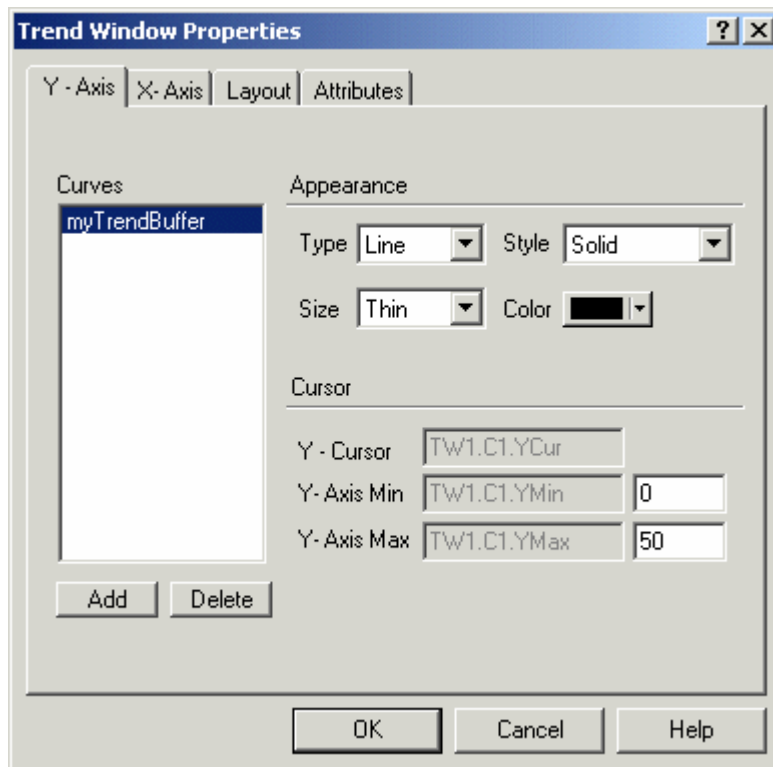 Trend Window Properties
Y - Axis X- Axis Layout Attributes
Curves
myTrendBuffer
Add Delete
Appearance
Type Line Style Solid
Size Thin Color
Cursor
Y - Cursor TW1.C1.YCur
Y- Axis Min TW1.C1.YMin 0
Y- Axis Max TW1.C1.YMax 50
OK Cancel Help